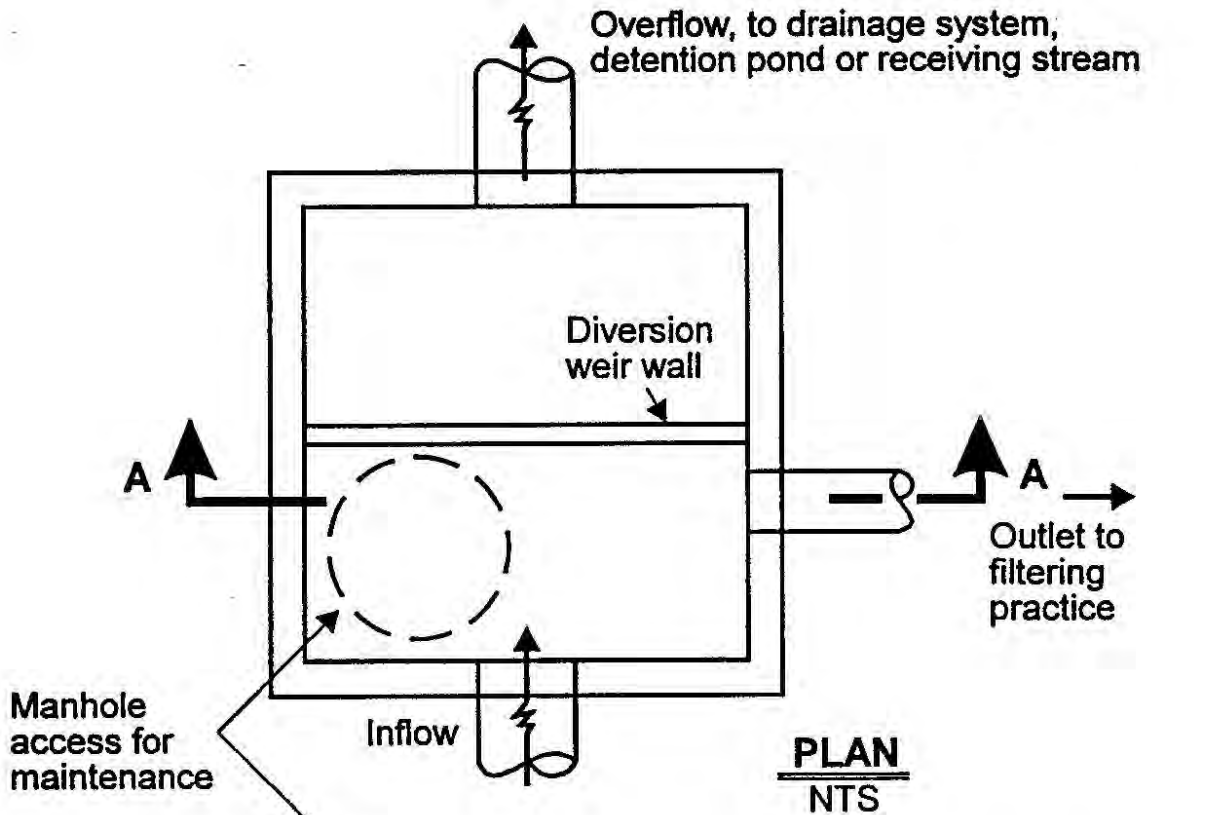 Overflow, to drainage system,
detention pond or receiving stream
Diversion
weir wall
A
A
Outlet to
filtering
practice
Manhole
access for
maintenance
Inflow
PLAN
NTS